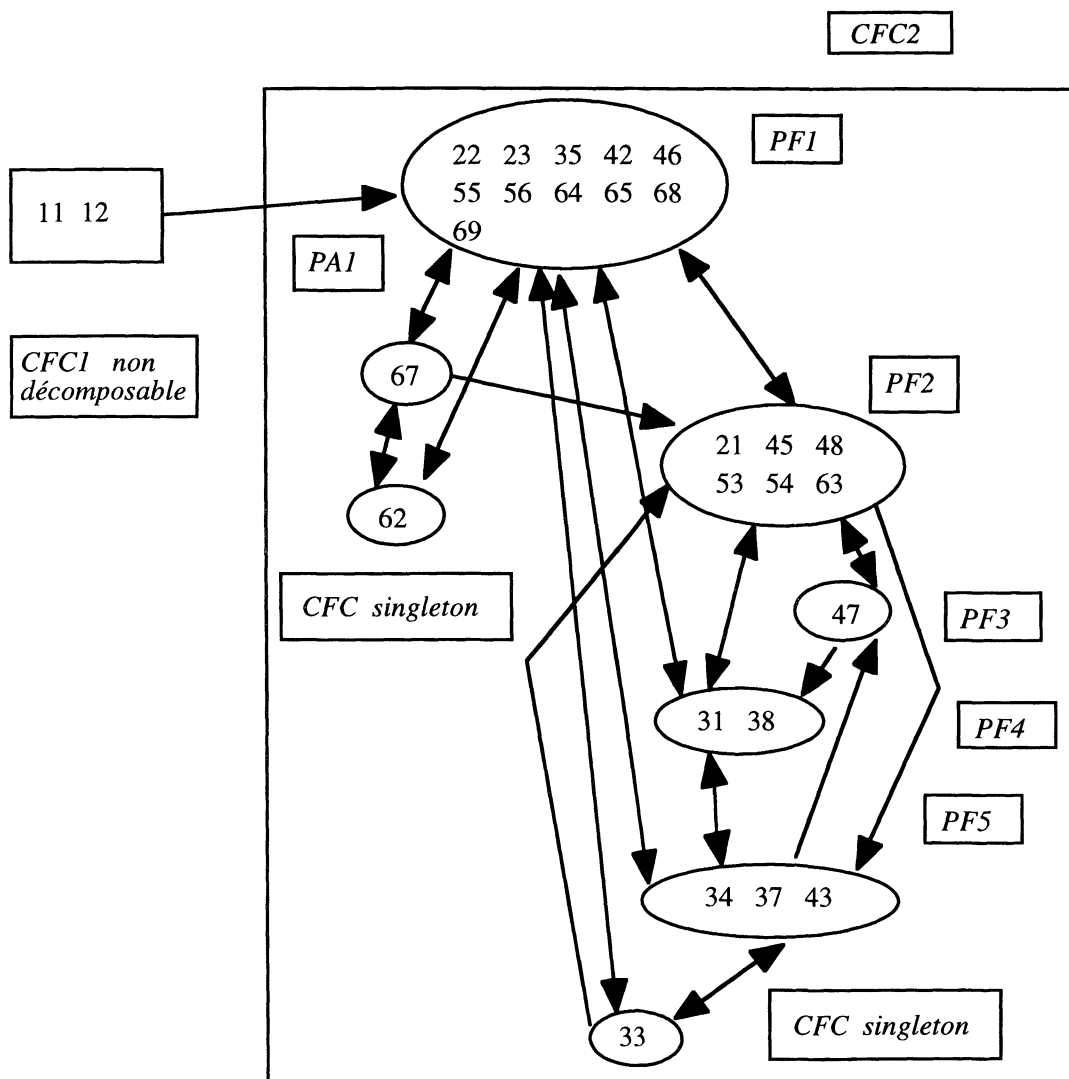 CFC2
PF1
22 23 35 42 46
55 56 64 65 68
69
11 12
PA1
CFC1 non
décomposable
67
PF2
21 45 48
53 54 63
62
CFC singleton
47
PF3
31 38
PF4
PF5
34 37 43
CFC singleton
33